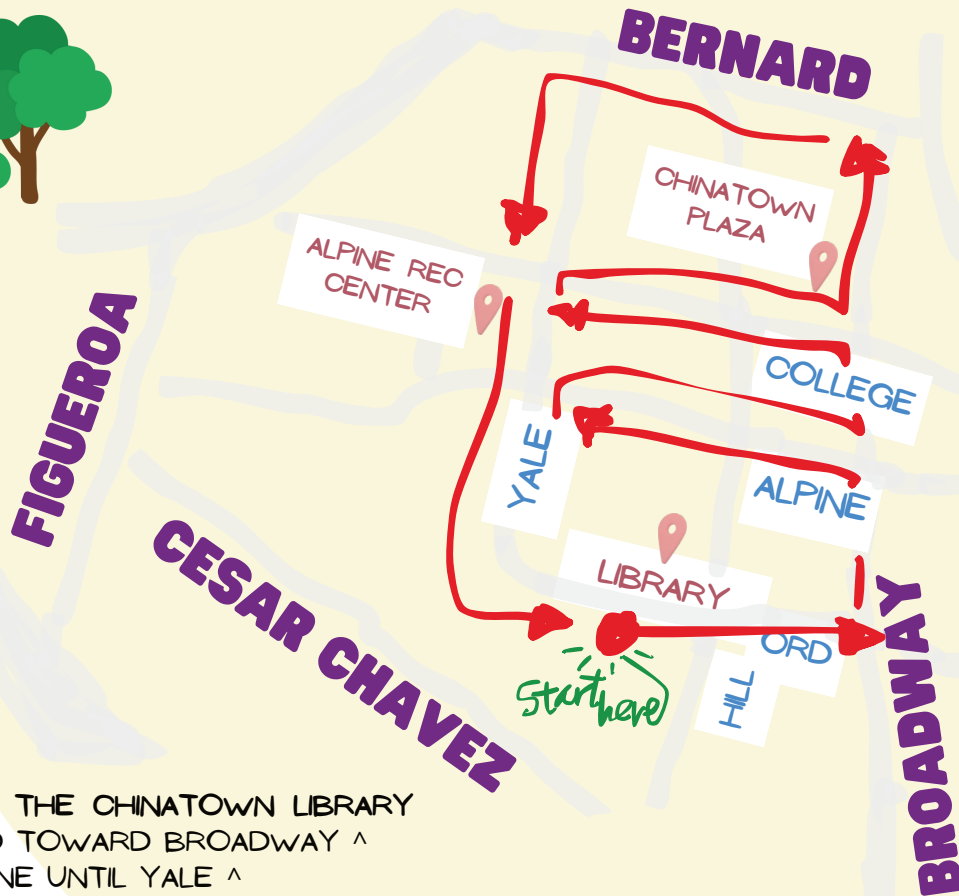 BERNARD
CHINATOWN
PLAZA
ALPINE REC
CENTER
FIGUEROA
COLLEGE
YALE
ALPINE
CESAR CHAVEZ
LIBRARY
ORD
HILL
BROADWAY
Start
here
THE CHINATOWN LIBRARY
TOWARD BROADWAY ^
UNTIL YALE ^